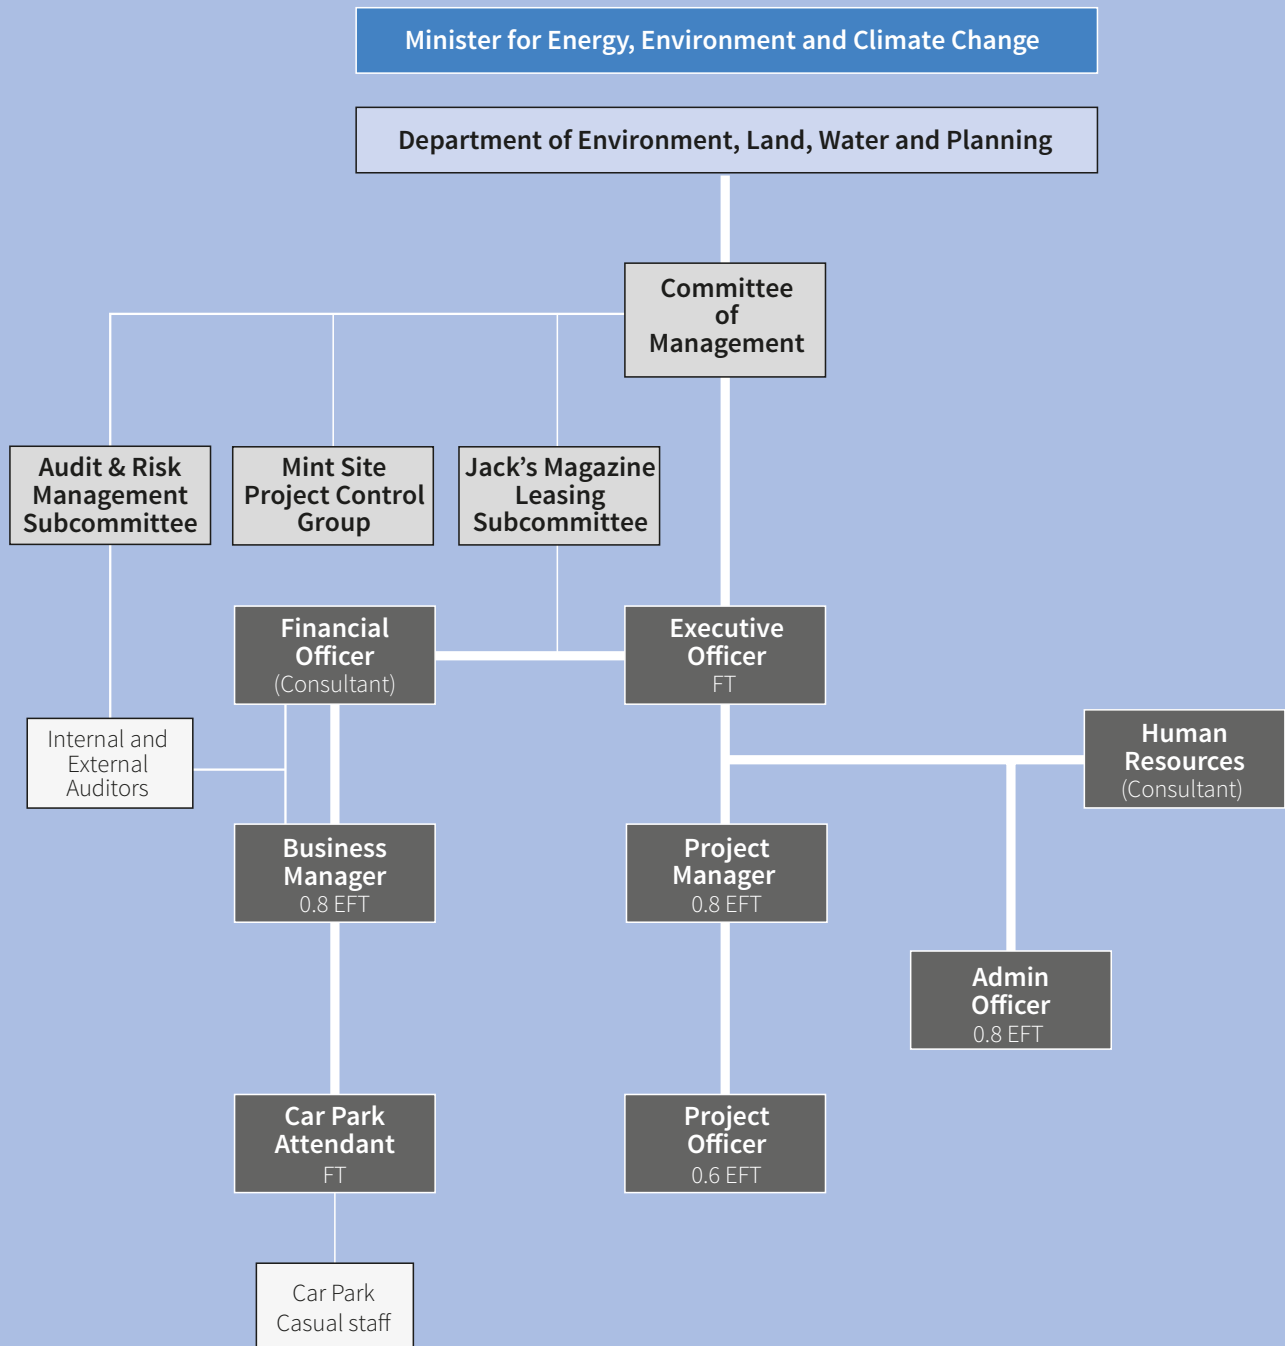 Minister for Energy, Environment and Climate Change
Department of Environment, Land, Water and Planning
Committee
of
Management
Audit & Risk
Management
Subcommittee
Mint Site
Project Control
Group
Jack’s Magazine
Leasing
Subcommittee
Financial
Officer
(Consultant)
Executive
Officer
FT
Internal and
External
Auditors
Human
Resources
(Consultant)
Business
Manager
0.8 EFT
Project
Manager
0.8 EFT
Admin
Officer
0.8 EFT
Car Park
Attendant
FT
Project
Officer
0.6 EFT
Car Park
Casual staff